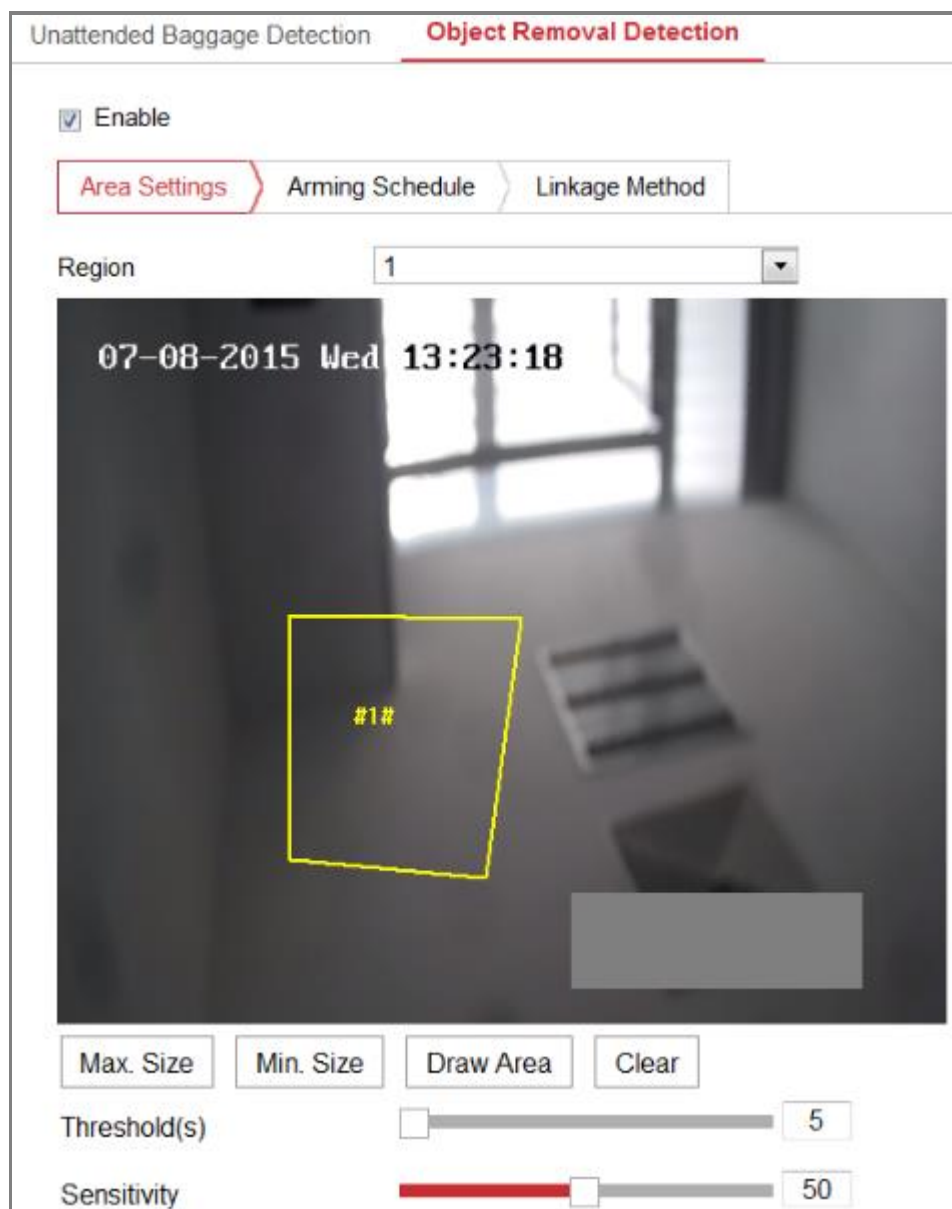 Unattended Baggage Detection Object Removal Detection
Enable
Area Settings Arming Schedule Linkage Method
Region 1
07-08-2015 Wed 13:23:18
#1#
Max. Size Min. Size Draw Area Clear
Threshold(s) 5
Sensitivity 50